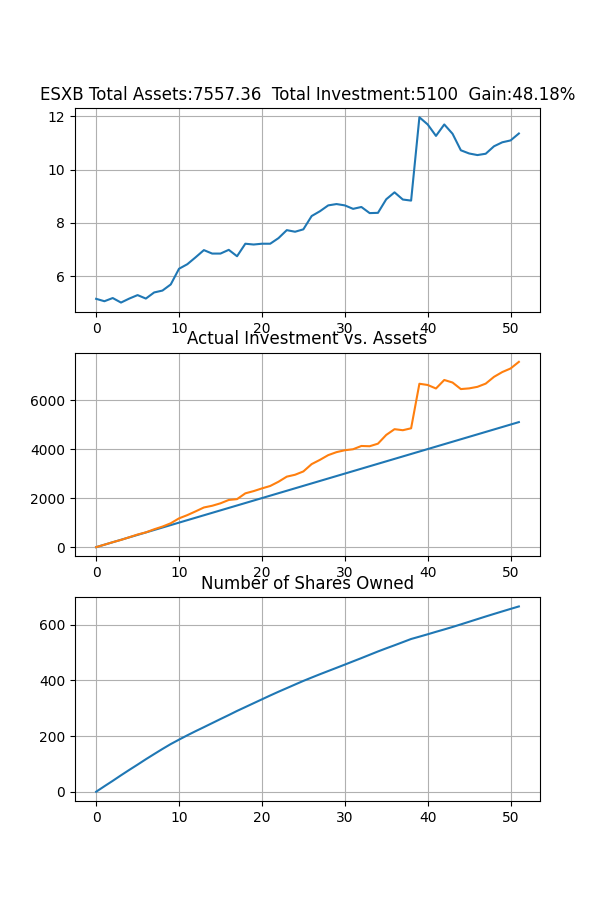 ESXB Total Assets:7557.36  Total Investment:5100  Gain:48.18%
12
10
8
6
0 10 20 30 40 50
Actual Investment vs. Assets
6000
4000
2000
0
0 10 20 30 40 50
Number of Shares Owned
600
400
200
0
0 10 20 30 40 50